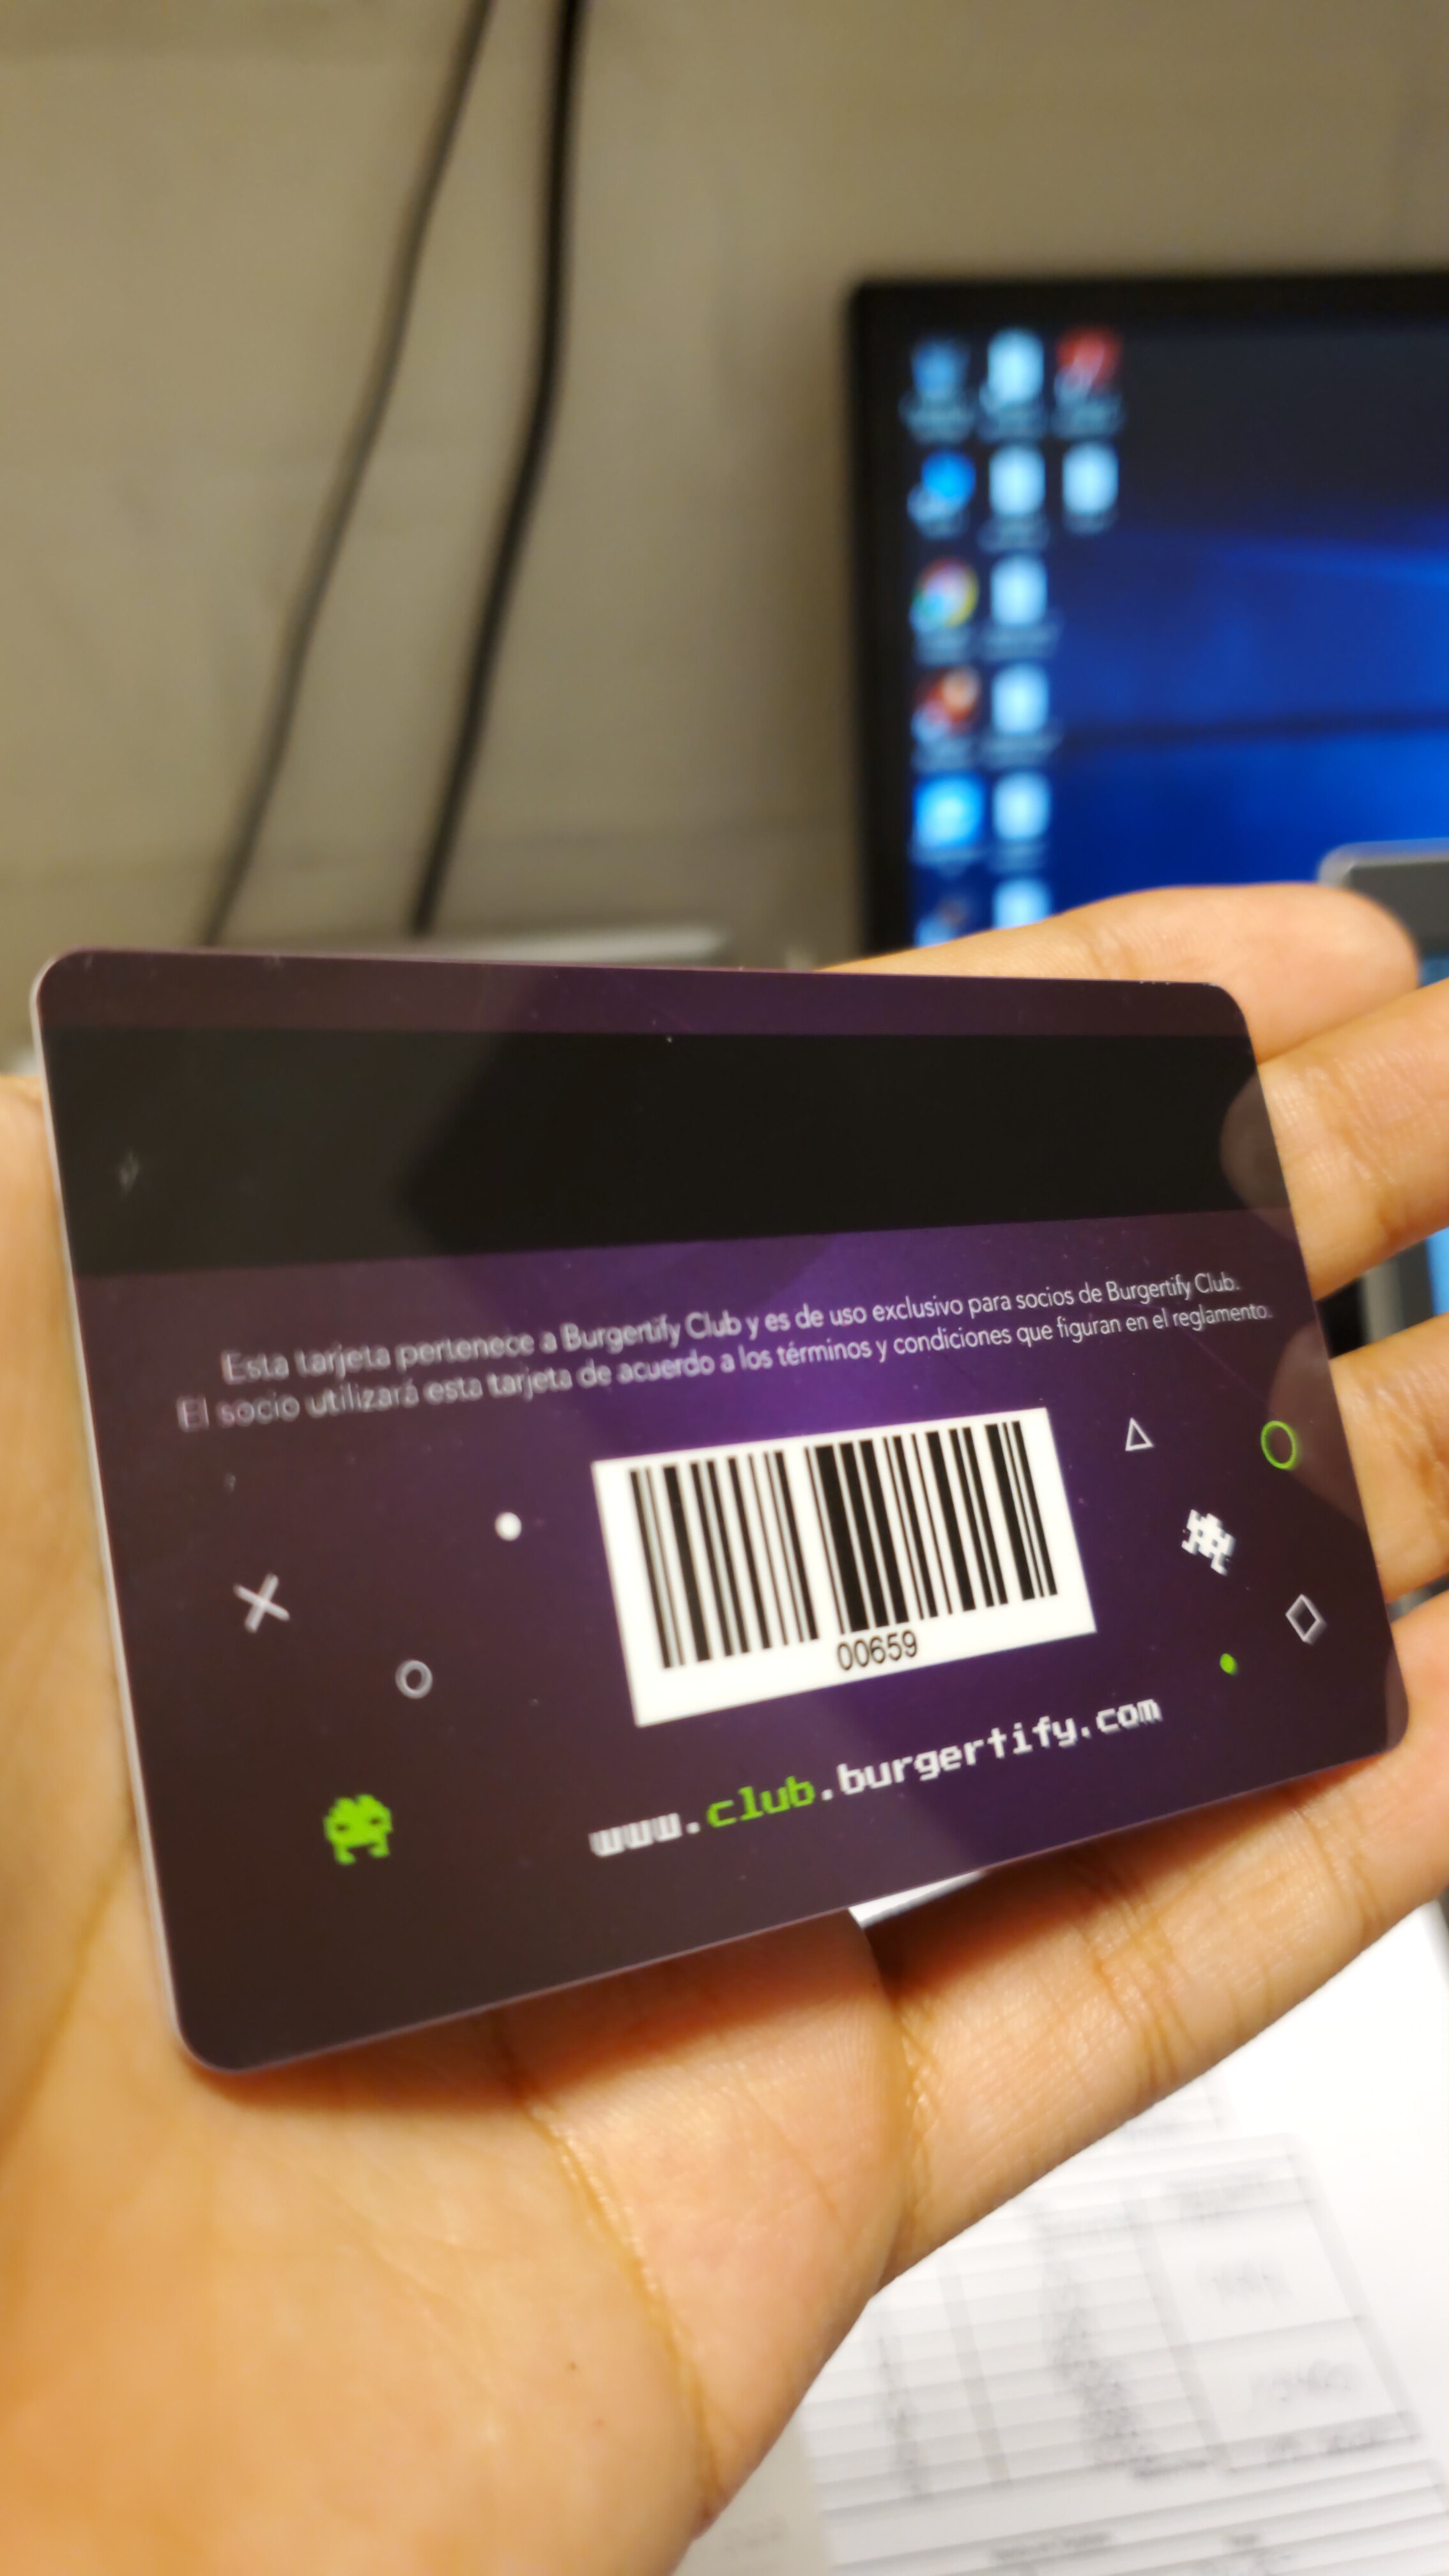 Esta tarjeta pertenece a Burgertify Club y es de uso exclusivo para socios de Burgertify Club.
El socio utilizará esta tarjeta de acuerdo a los términos y condiciones que figuran en el reglamento.
00659
www.club.burgertify.com